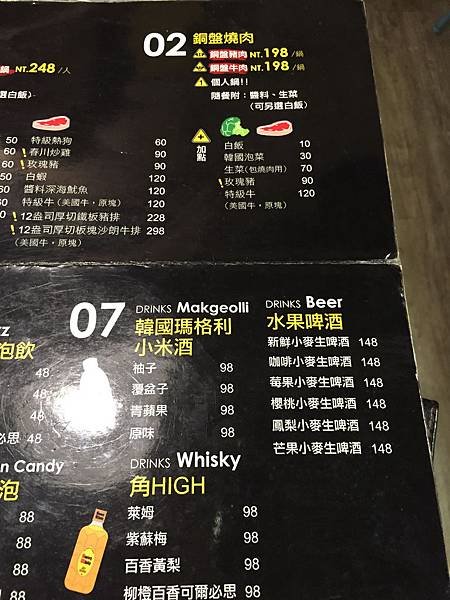 鍋 NT.248/人
另選白飯)
02 銅盤燒肉
銅盤豬肉 NT.198/鍋
銅盤牛肉 NT.198/鍋
個人鍋!!
隨餐附：醬料、生菜
(可另選白飯)
50 特級熱狗 60
60 !春川炒雞 90
50 !玫瑰豬 90
60 白蝦 120
60 醬料深海魷魚 120
特級牛(美國牛・原塊) 120
!12盎司厚切鐵板豬排 228
!12盎司厚切板塊沙朗牛排 298
加點
白飯 10
韓國泡菜 30
生菜(包燒肉用) 70
!玫瑰豬 90
特級牛 120
(美國牛・原塊)
zz
泡飲
48
48
48
必思 48
n Candy
泡
88
88
88
07 DRINKS Makgeolli
韓國瑪格利
小米酒
柚子 98
覆盆子 98
青蘋果 98
原味 98
DRINKS Whisky
角HIGH
萊姆 98
紫蘇梅 98
百香黃梨 98
柳橙百香可爾必思 98
DRINKS Beer
水果啤酒
新鮮小麥生啤酒 148
咖啡小麥生啤酒 148
莓果小麥生啤酒 148
櫻桃小麥生啤酒 148
鳳梨小麥生啤酒 148
芒果小麥生啤酒 148